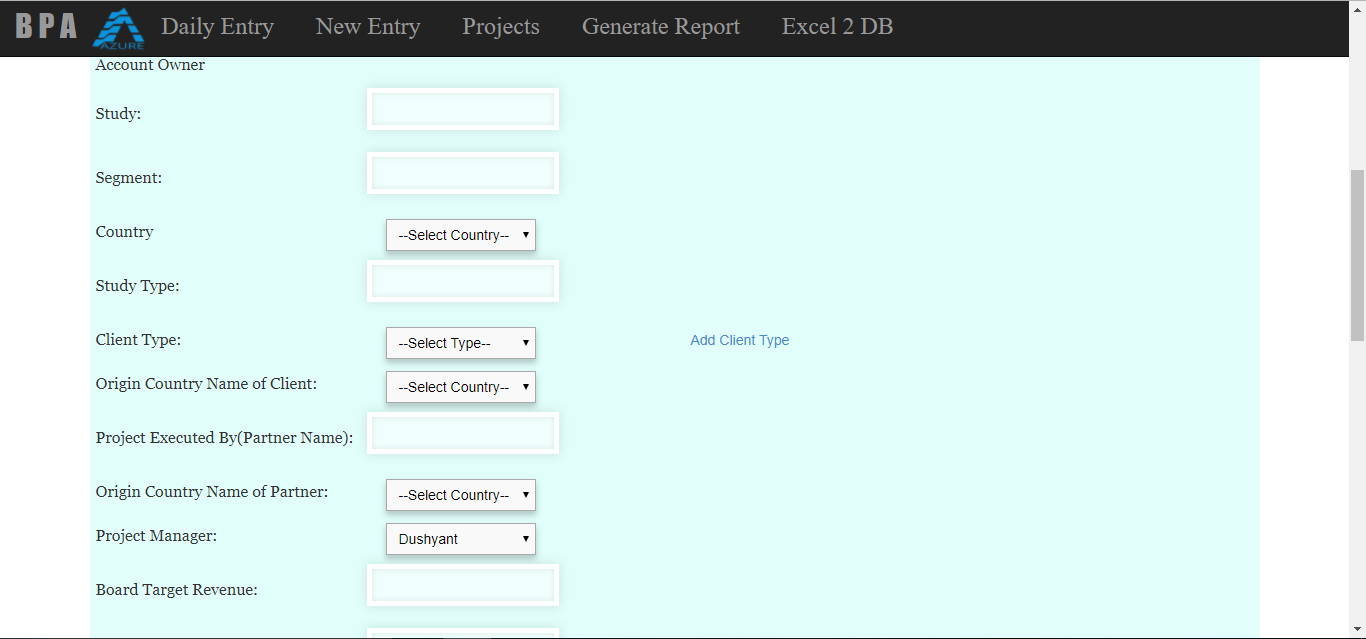 BPA AZURE Daily Entry New Entry Projects Generate Report Excel 2 DB
Account Owner
Study:
Segment:
Country --Select Country--
Study Type:
Client Type: --Select Type-- Add Client Type
Origin Country Name of Client: --Select Country--
Project Executed By(Partner Name):
Origin Country Name of Partner: --Select Country--
Project Manager: Dushyant
Board Target Revenue: